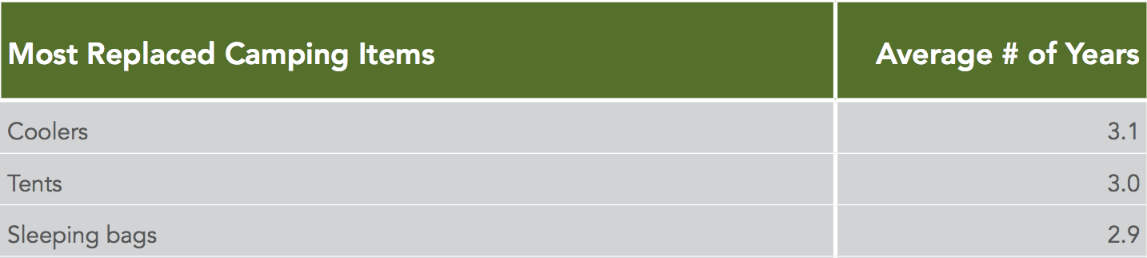 Most Replaced Camping Items Average # of Years
Coolers 3.1
Tents 3.0
Sleeping bags 2.9